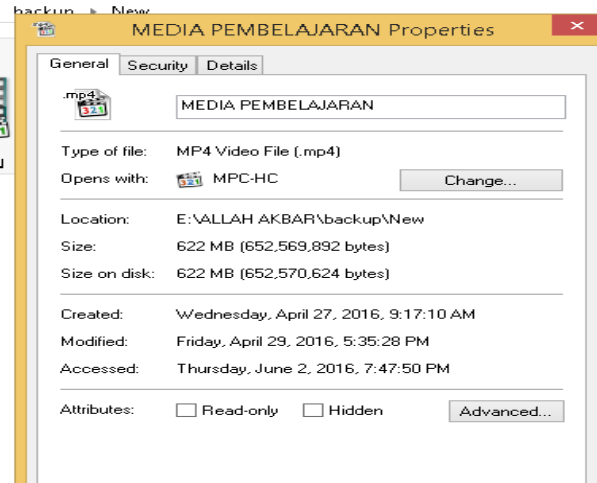 backup ▸ New
MEDIA PEMBELAJARAN Properties
General Security Details
.mp4
321
MEDIA PEMBELAJARAN
Type of file: MP4 Video File (.mp4)
Opens with: MPC-HC Change...
Location: E:\ALLAH AKBAR\backup\New
Size: 622 MB (652,569,892 bytes)
Size on disk: 622 MB (652,570,624 bytes)
Created: Wednesday, April 27, 2016, 9:17:10 AM
Modified: Friday, April 29, 2016, 5:35:28 PM
Accessed: Thursday, June 2, 2016, 7:47:50 PM
Attributes: Read-only Hidden Advanced...